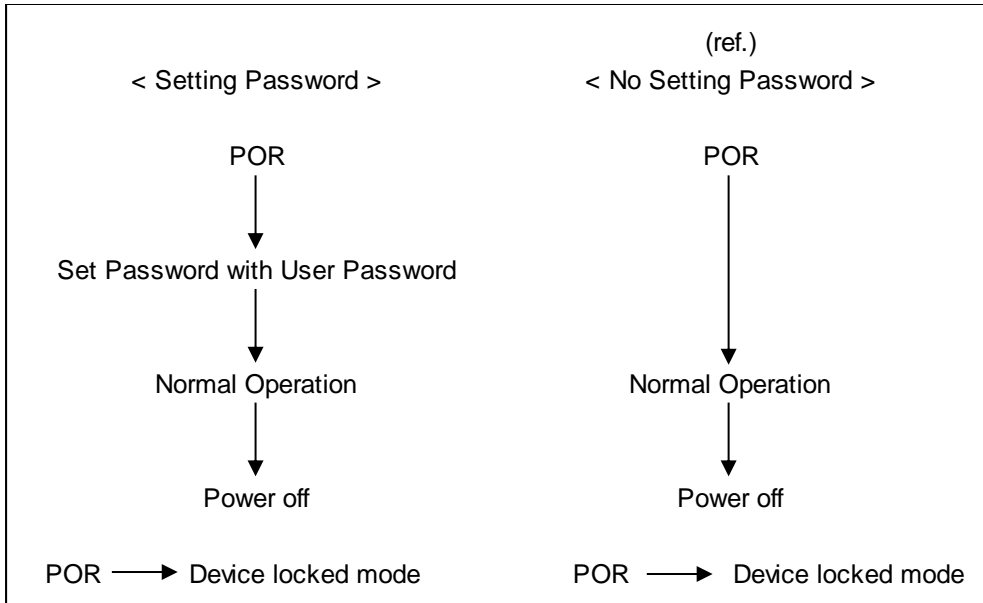 < Setting Password >
POR
Set Password with User Password
Normal Operation
Power off
POR Device locked mode
(ref.)
< No Setting Password >
POR
Normal Operation
Power off
POR Device locked mode